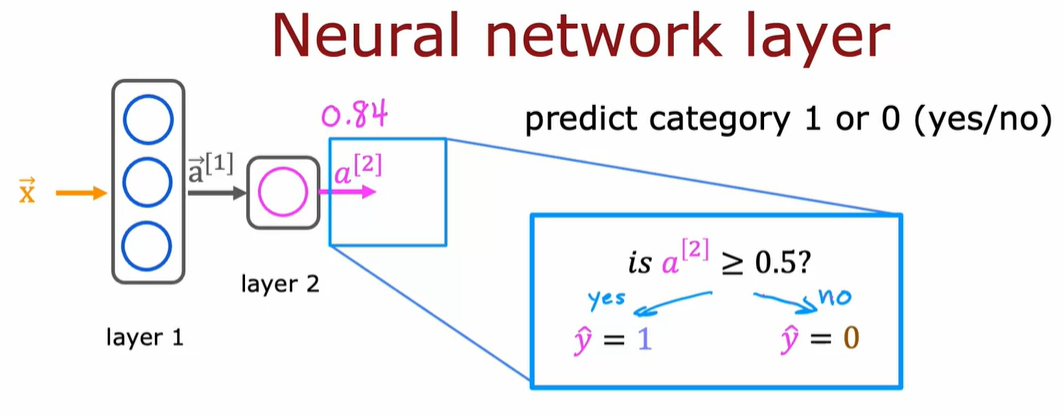 Neural network layer
predict category 1 or 0 (yes/no)
0.84
x⃗
a⃗[1]
a[2]
layer 2
layer 1
is a[2] ≥ 0.5?
yes no
ŷ = 1 ŷ = 0